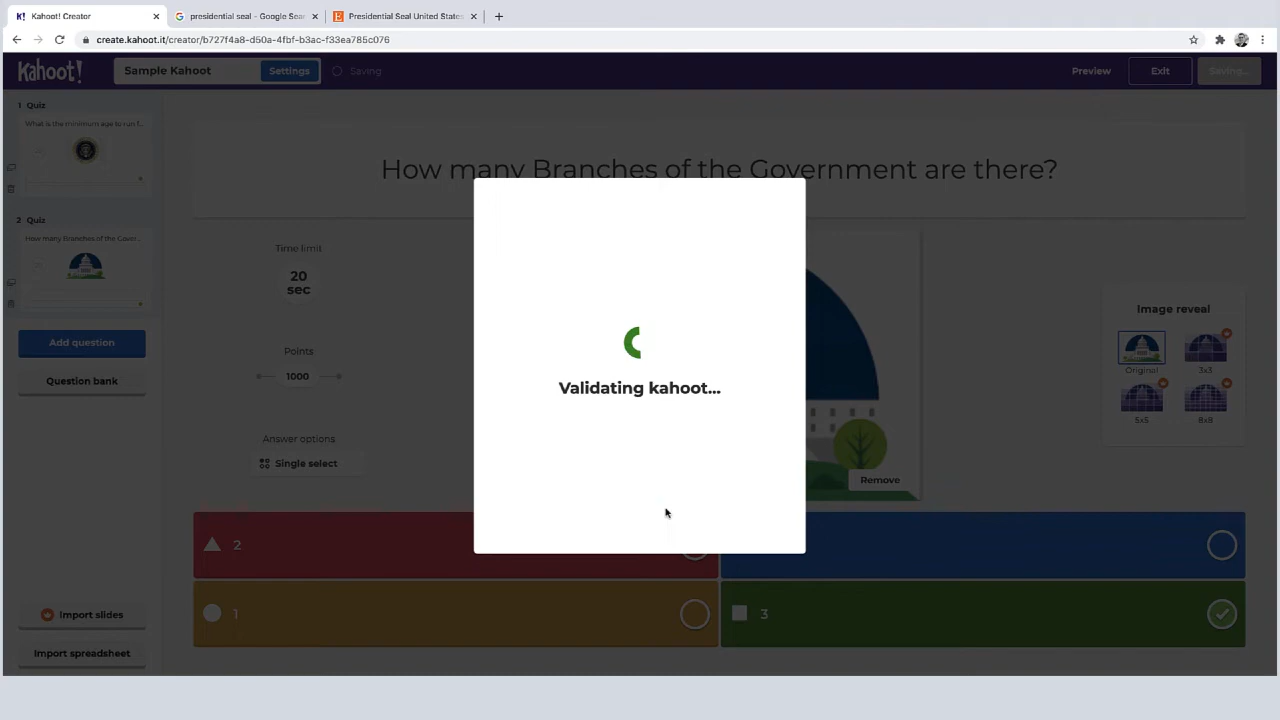 Kahoot! Creator
presidential seal - Google Sear
Presidential Seal United States
create.kahoot.it/creator/b727f4a8-d50a-4fbf-b3ac-f33ea785c076
Kahoot!
Sample Kahoot
Settings
Saving
Preview
Exit
Saving...
1 Quiz
What is the minimum age to run f...
2 Quiz
How many Branches of the Gover...
Add question
Question bank
Import slides
Import spreadsheet
How many Branches of the Government are there?
Time limit
20
sec
Points
1000
Answer options
Single select
Validating kahoot...
Remove
Image reveal
Original
3x3
5x5
8x8
2
1
3